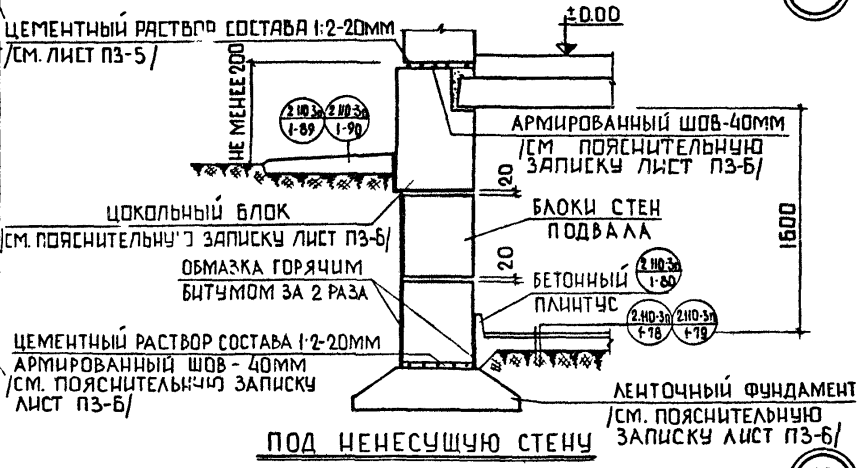 ЦЕМЕНТНЫЙ РАСТВОР СОСТАВА 1:2-20ММ
/СМ. ЛИСТ ПЗ-5/
±0.00
НЕ МЕНЕЕ 200
2.110-3п
1-89
2.110-3п
1-90
АРМИРОВАННЫЙ ШОВ-40ММ
/СМ ПОЯСНИТЕЛЬНУЮ
ЗАПИСКУ ЛИСТ ПЗ-6/
20
ЦОКОЛЬНЫЙ БЛОК
/СМ. ПОЯСНИТЕЛЬНУЮ ЗАПИСКУ ЛИСТ ПЗ-6/
БЛОКИ СТЕН
ПОДВАЛА
1600
20
ОБМАЗКА ГОРЯЧИМ
БИТУМОМ ЗА 2 РАЗА
БЕТОННЫЙ
ПЛИНТУС
2.110-3п
1-80
2.110-3п
1-78
2.110-3п
1-79
ЦЕМЕНТНЫЙ РАСТВОР СОСТАВА 1:2-20ММ
АРМИРОВАННЫЙ ШОВ - 40ММ
/СМ. ПОЯСНИТЕЛЬНУЮ ЗАПИСКУ
ЛИСТ ПЗ-6/
ЛЕНТОЧНЫЙ ФУНДАМЕНТ
/СМ. ПОЯСНИТЕЛЬНУЮ
ЗАПИСКУ ЛИСТ ПЗ-6/
ПОД НЕНЕСУЩУЮ СТЕНУ